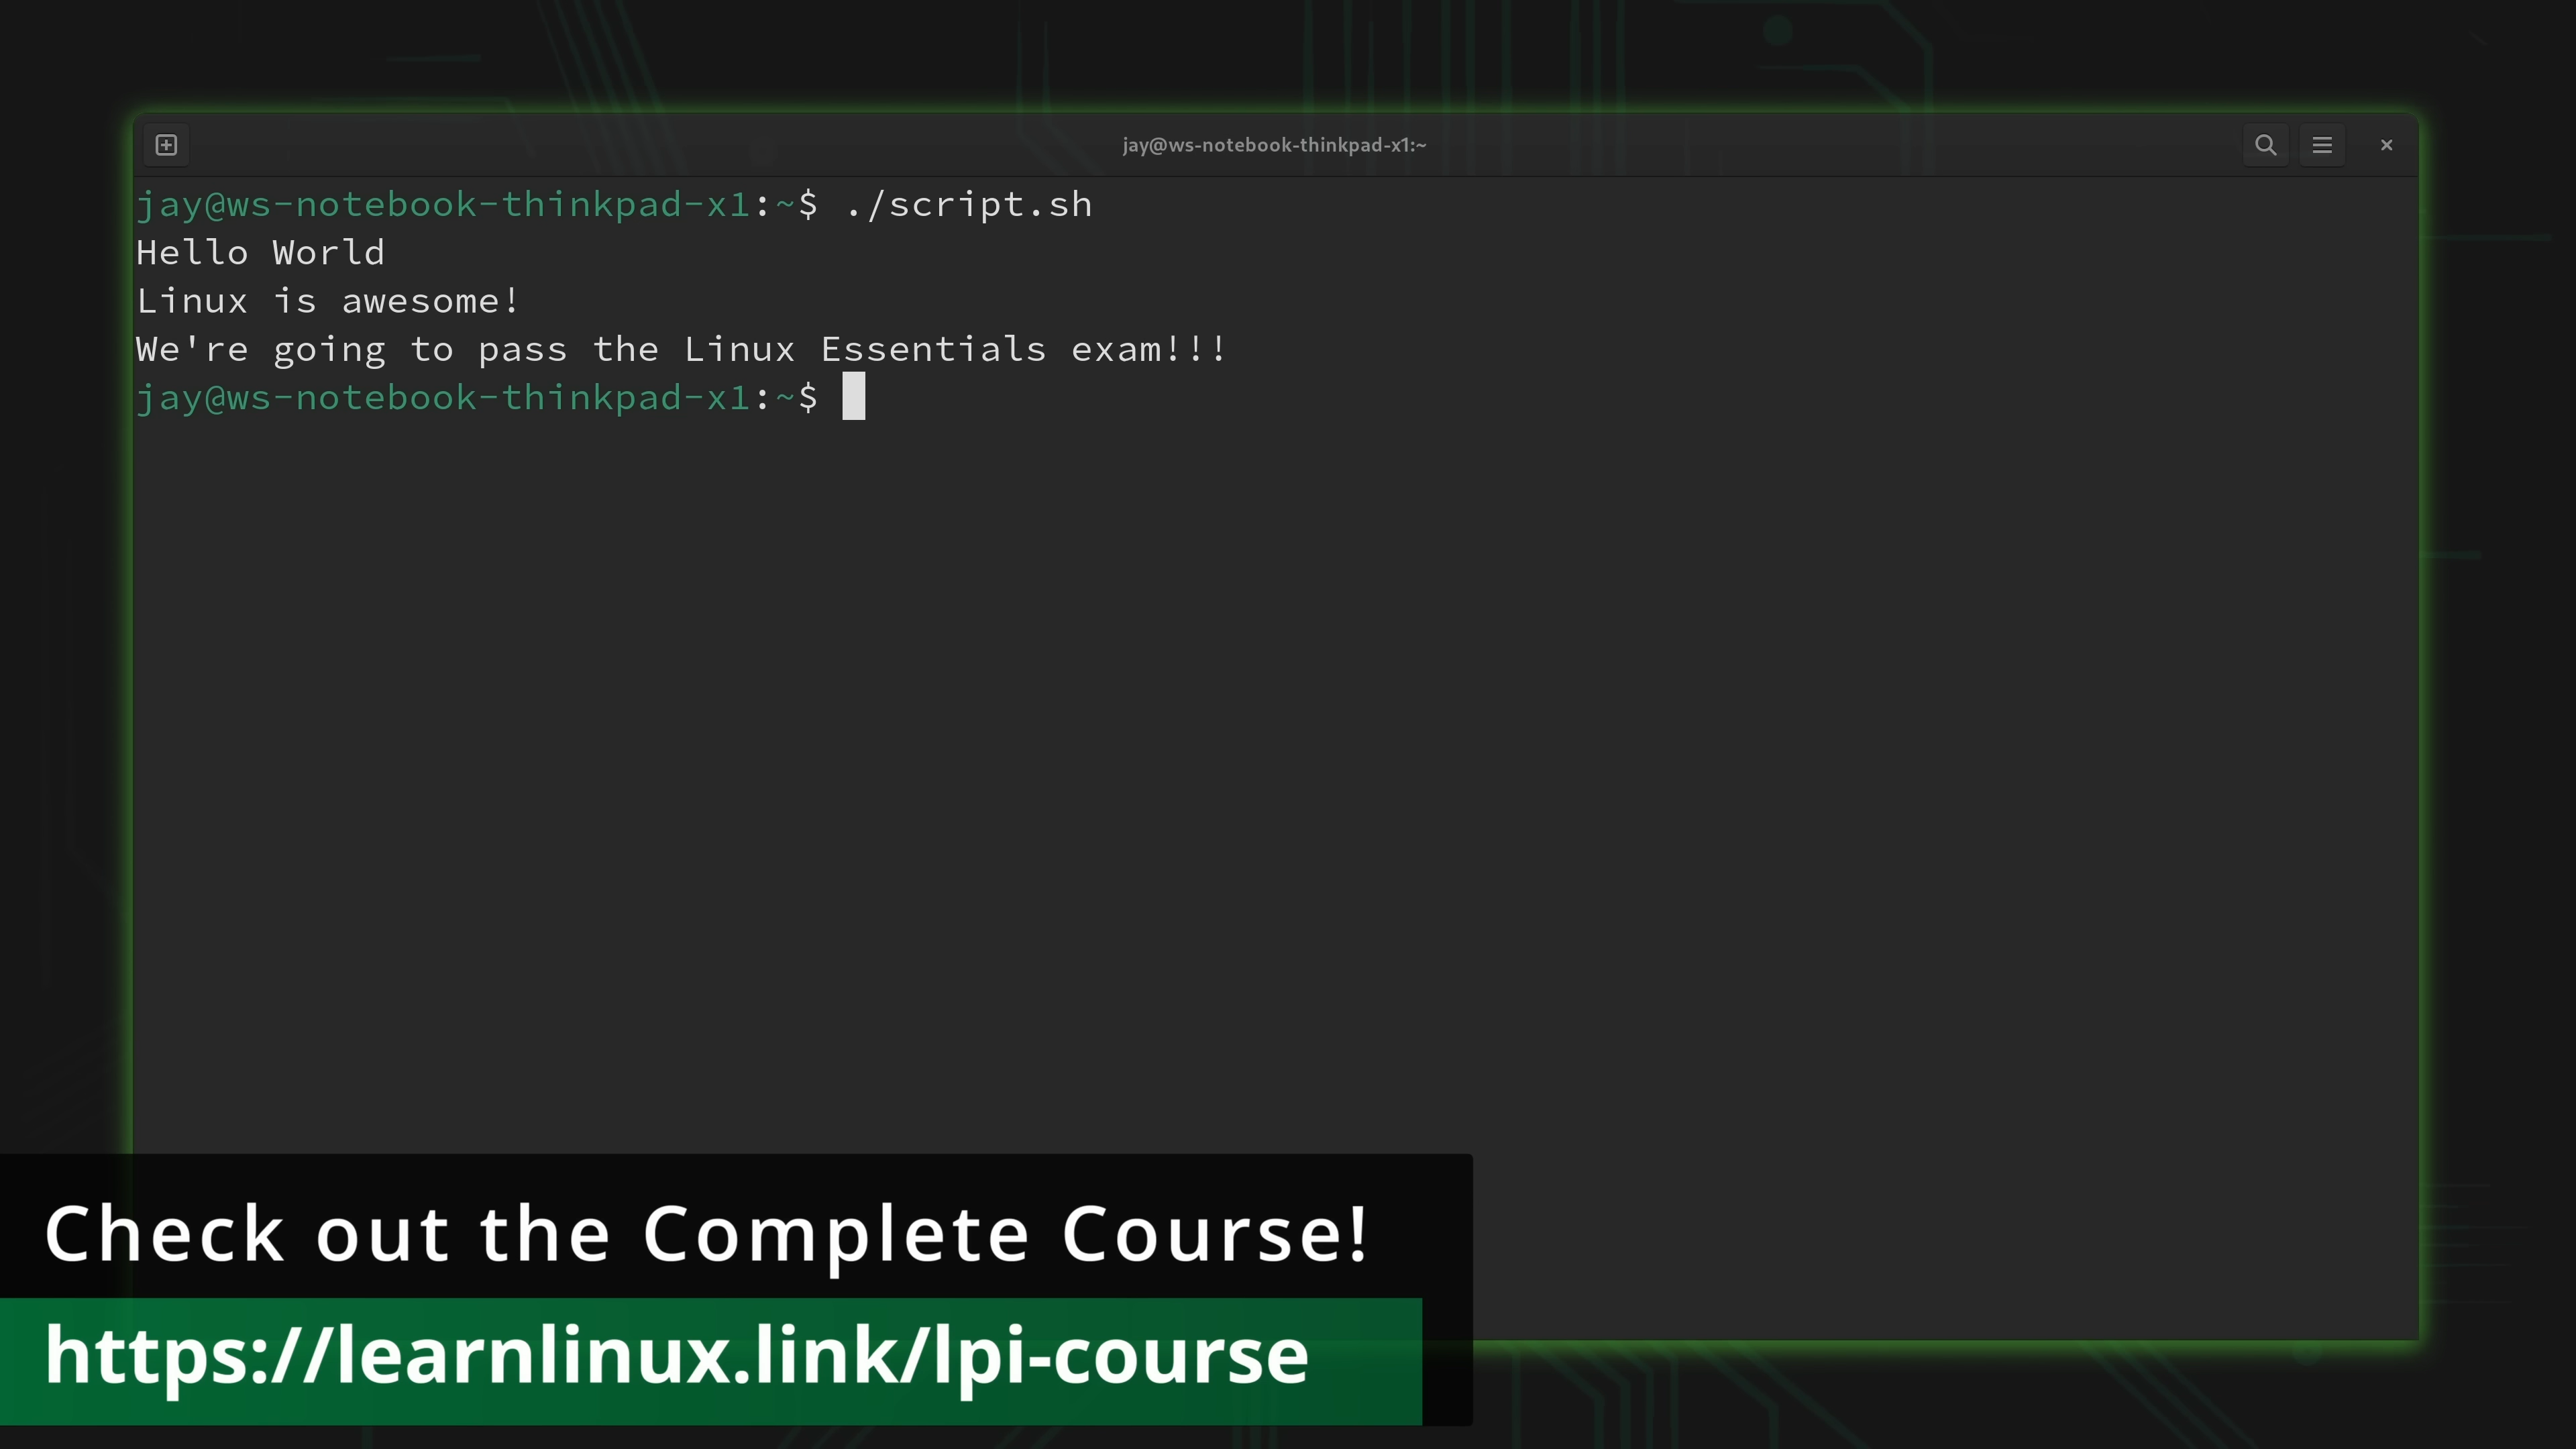 jay@ws-notebook-thinkpad-x1:~
jay@ws-notebook-thinkpad-x1:~$ ./script.sh
Hello World
Linux is awesome!
We're going to pass the Linux Essentials exam!!!
jay@ws-notebook-thinkpad-x1:~$
Check out the Complete Course!
https://learnlinux.link/lpi-course